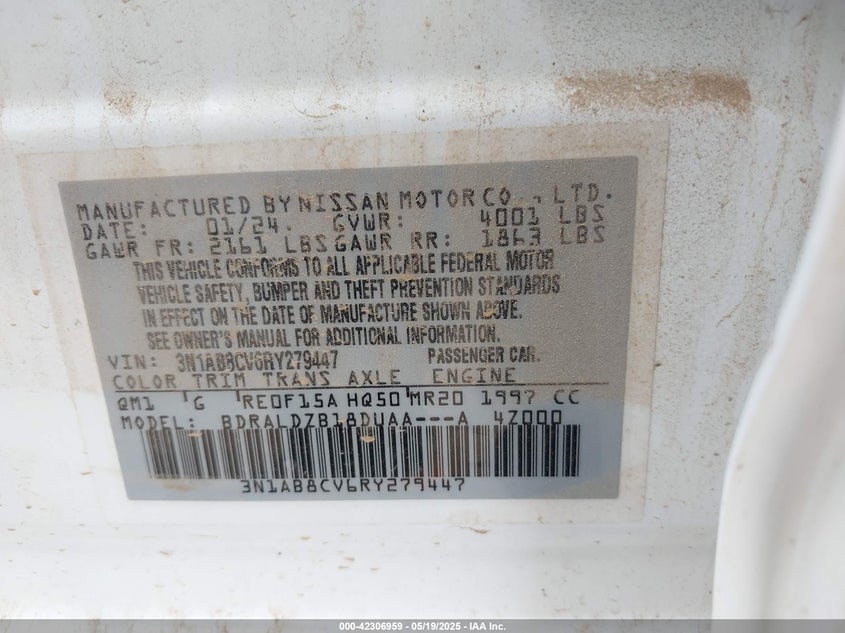 MANUFACTURED BY NISSAN MOTOR CO., LTD.
DATE: 01/24. GVWR: 4001 LBS
GAWR FR: 2161 LBS GAWR RR: 1863 LBS
THIS VEHICLE CONFORMS TO ALL APPLICABLE FEDERAL MOTOR
VEHICLE SAFETY, BUMPER AND THEFT PREVENTION STANDARDS
IN EFFECT ON THE DATE OF MANUFACTURE SHOWN ABOVE.
SEE OWNER'S MANUAL FOR ADDITIONAL INFORMATION.
VIN: 3N1AB8CV6RY279447 PASSENGER CAR.
COLOR TRIM TRANS AXLE ENGINE
QM1 G RE0F15A HQ50 MR20 1997 CC
MODEL: BDRALDZB18DUAA---A 4Z000
3N1AB8CV6RY279447
000-42306959 - 05/19/2025 - IAA Inc.